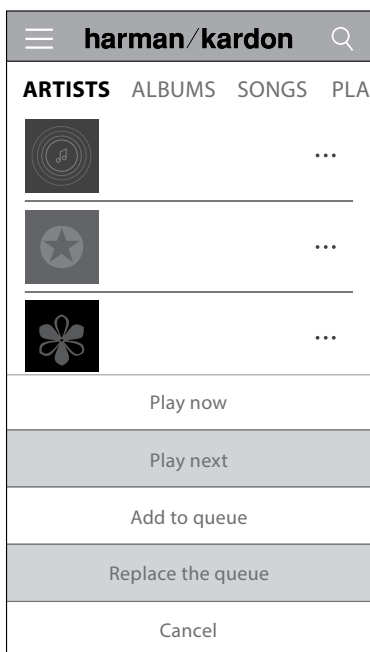 harman/kardon
ARTISTS ALBUMS SONGS PLA
Play now
Play next
Add to queue
Replace the queue
Cancel